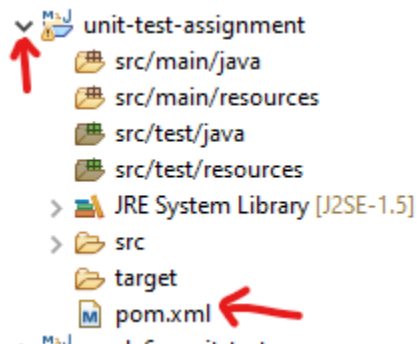 unit-test-assignment
src/main/java
src/main/resources
src/test/java
src/test/resources
JRE System Library [J2SE-1.5]
src
target
M pom.xml